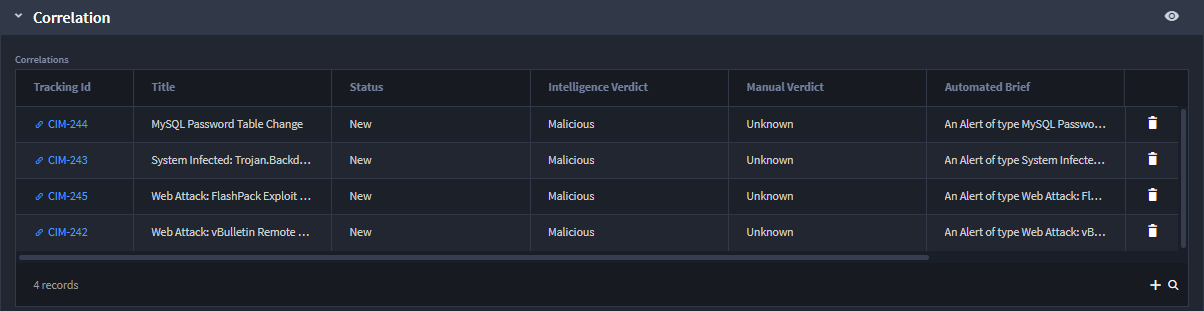 Correlation
Correlations
Tracking Id Title Status Intelligence Verdict Manual Verdict Automated Brief
CIM-244 MySQL Password Table Change New Malicious Unknown An Alert of type MySQL Passwo...
CIM-243 System Infected: Trojan.Backd... New Malicious Unknown An Alert of type System Infecte...
CIM-245 Web Attack: FlashPack Exploit ... New Malicious Unknown An Alert of type Web Attack: Fl...
CIM-242 Web Attack: vBulletin Remote ... New Malicious Unknown An Alert of type Web Attack: vB...
4 records